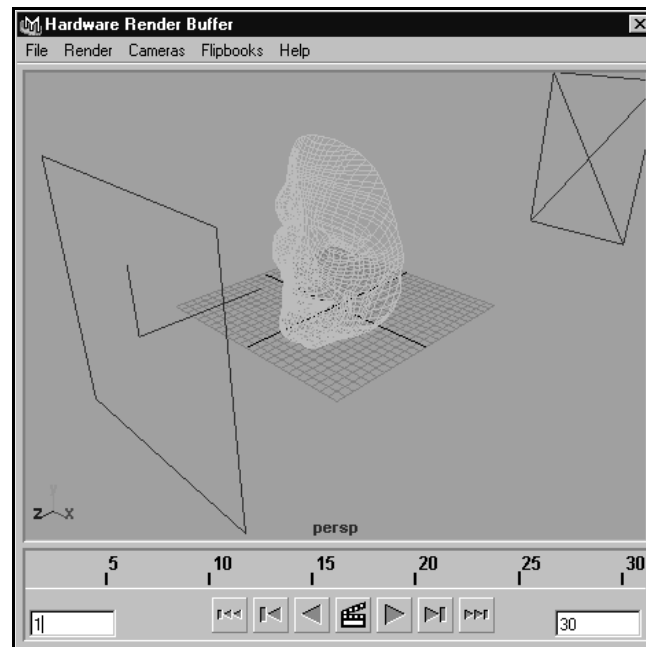 Hardware Render Buffer
File Render Cameras Flipbooks Help
y
z x
persp
5 10 15 20 25 30
1 30